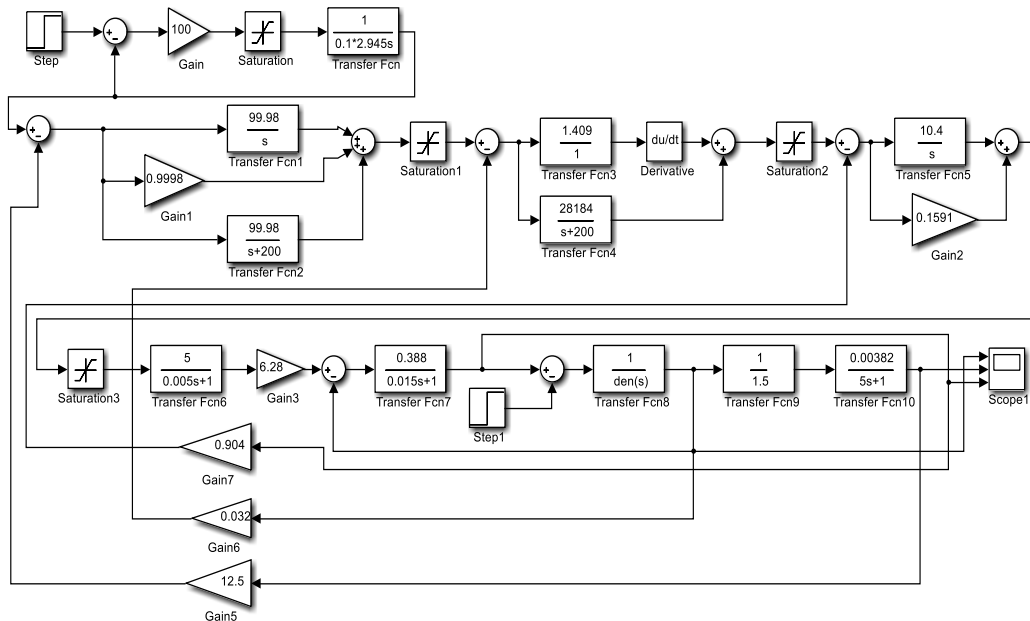 Step
+
-
100
Gain
Saturation
1
0.1*2.945s
Transfer Fcn
+
-
99.98
s
Transfer Fcn1
0.9998
Gain1
99.98
s+200
Transfer Fcn2
+
+
+
Saturation1
+
-
1.409
1
Transfer Fcn3
du/dt
Derivative
28184
s+200
Transfer Fcn4
+
+
Saturation2
+
-
10.4
s
Transfer Fcn5
0.1591
Gain2
+
+
Saturation3
5
0.005s+1
Transfer Fcn6
6.28
Gain3
+
-
0.388
0.015s+1
Transfer Fcn7
Step1
+
-
1
den(s)
Transfer Fcn8
1
1.5
Transfer Fcn9
0.00382
5s+1
Transfer Fcn10
Scope1
0.904
Gain7
0.032
Gain6
12.5
Gain5